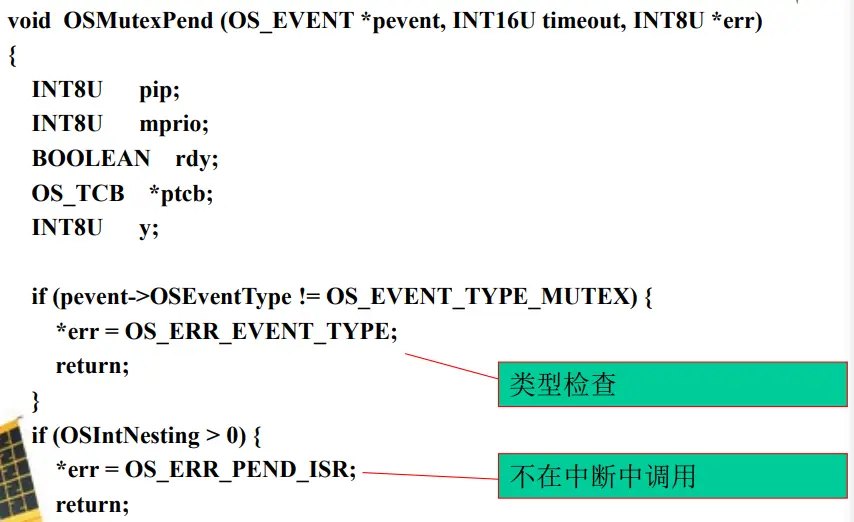 void OSMutexPend (OS_EVENT *pevent, INT16U timeout, INT8U *err)
{
INT8U pip;
INT8U mprio;
BOOLEAN rdy;
OS_TCB *ptcb;
INT8U y;
if (pevent->OSEventType != OS_EVENT_TYPE_MUTEX) {
*err = OS_ERR_EVENT_TYPE;
return;
类型检查
}
if (OSIntNesting > 0) {
*err = OS_ERR_PEND_ISR;
不在中断中调用
return;